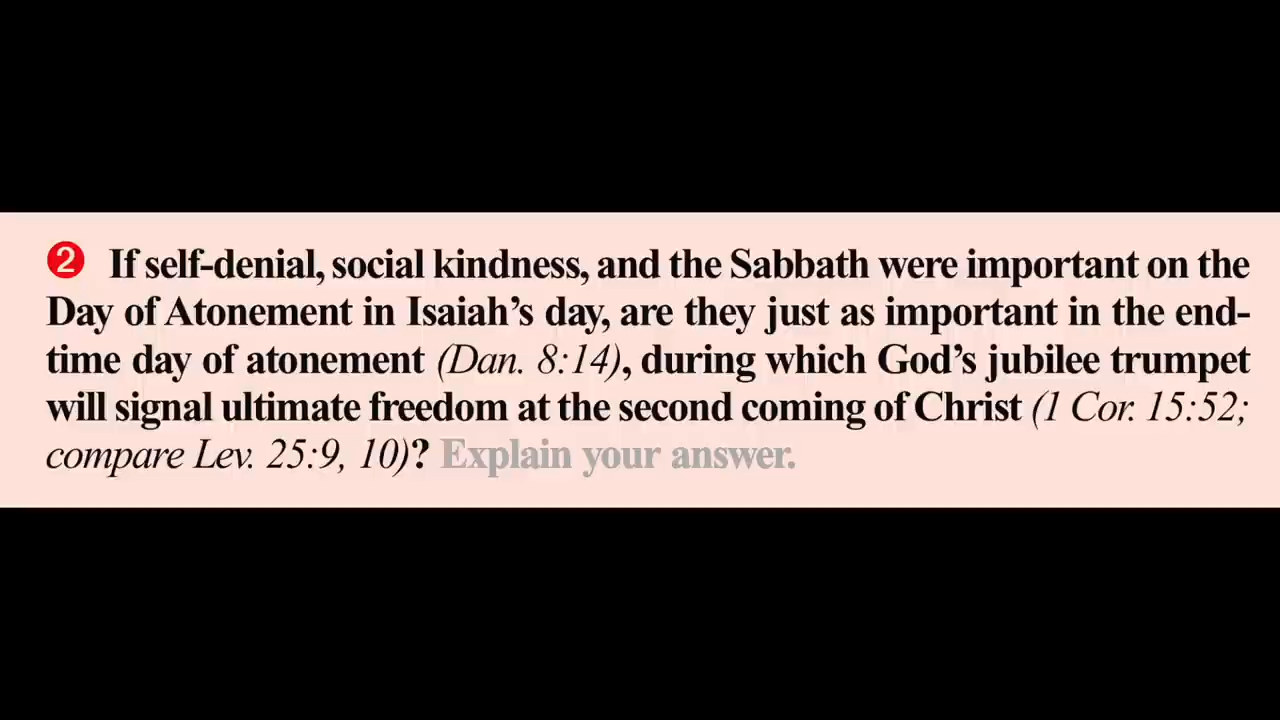 2 If self-denial, social kindness, and the Sabbath were important on the
Day of Atonement in Isaiah’s day, are they just as important in the end-
time day of atonement (Dan. 8:14), during which God’s jubilee trumpet
will signal ultimate freedom at the second coming of Christ (1 Cor. 15:52;
compare Lev. 25:9, 10)? Explain your answer.